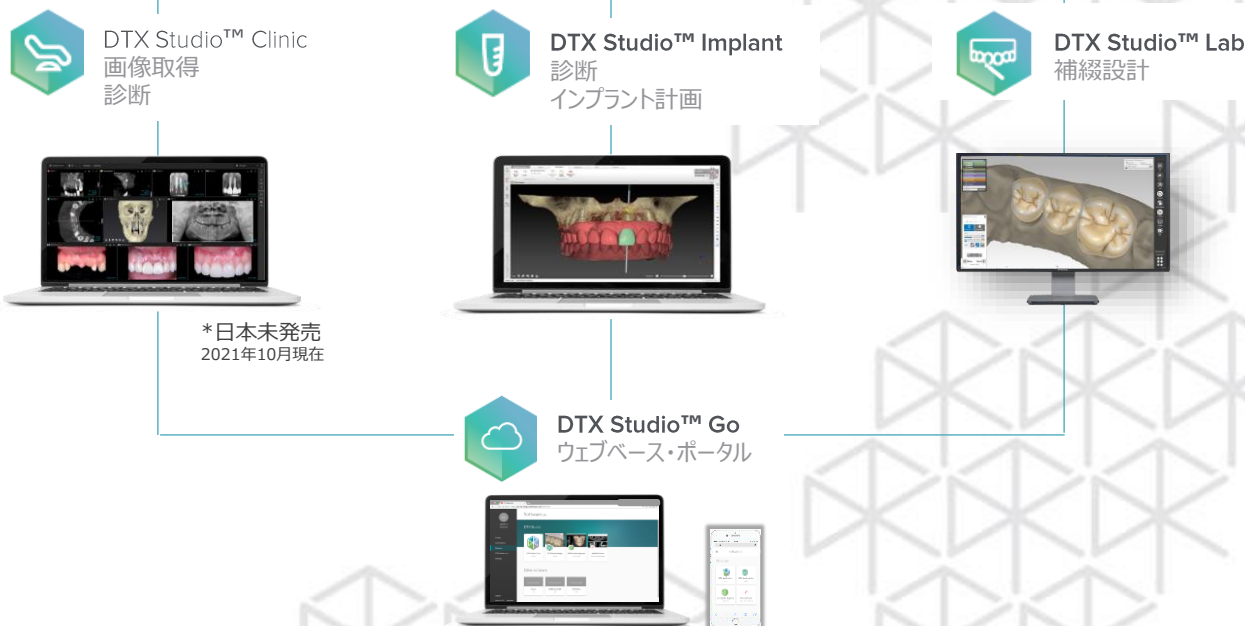 DTX Studio™ Clinic
画像取得
診断
DTX Studio™ Implant
診断
インプラント計画
DTX Studio™ Lab
補綴設計
*日本未発売
2021年10月現在
DTX Studio™ Go
ウェブベース・ポータル